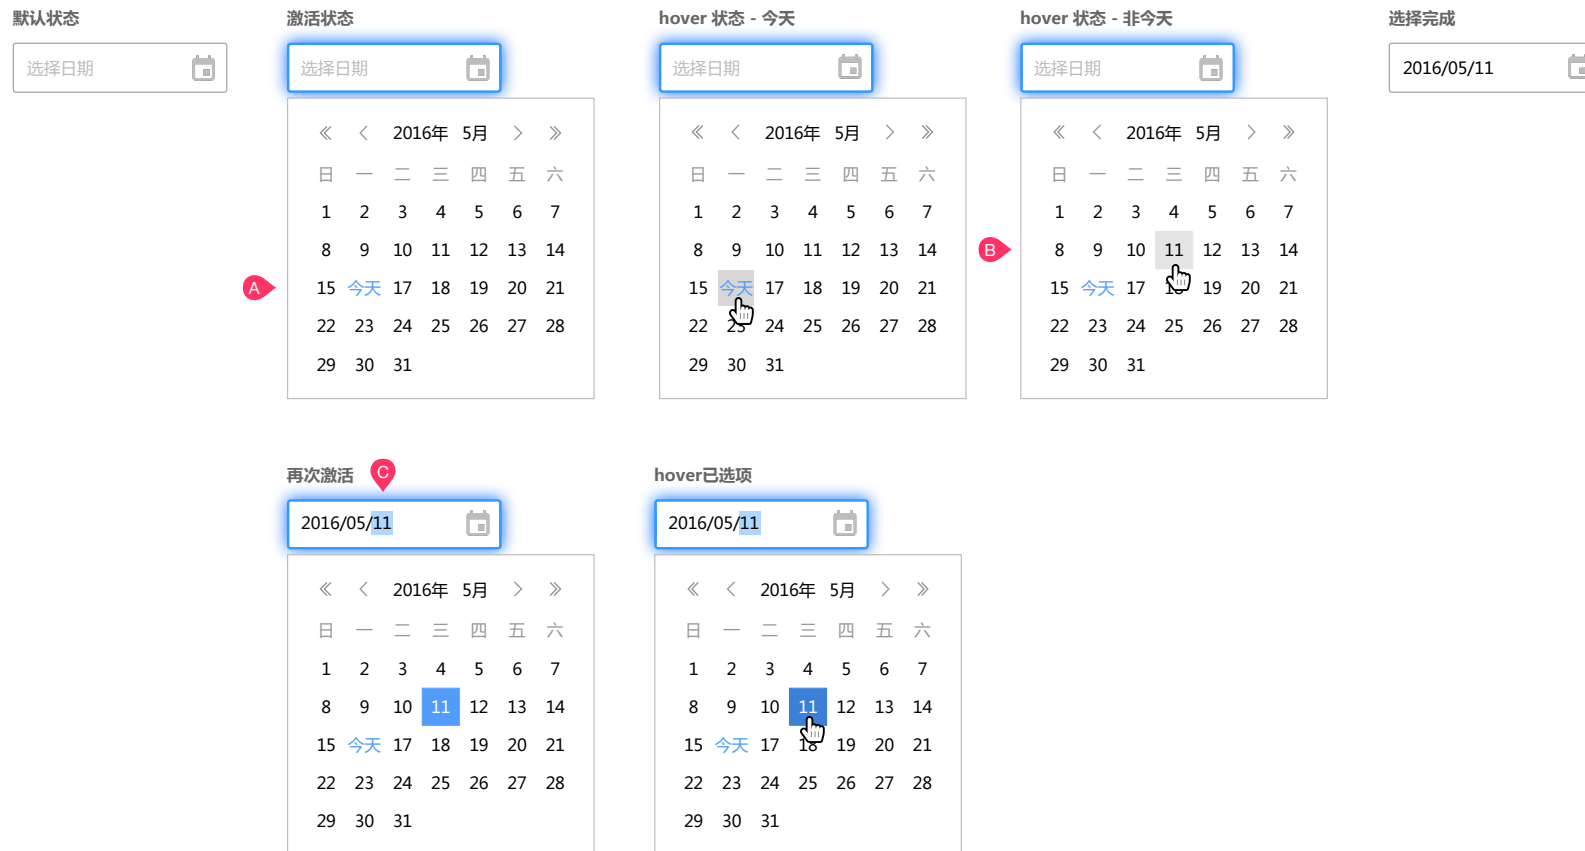 默认状态
选择日期
激活状态
选择日期
« < 2016年 5月 > »
日 一 二 三 四 五 六
1 2 3 4 5 6 7
8 9 10 11 12 13 14
A
15 今天 17 18 19 20 21
22 23 24 25 26 27 28
29 30 31
hover 状态 - 今天
选择日期
« < 2016年 5月 > »
日 一 二 三 四 五 六
1 2 3 4 5 6 7
8 9 10 11 12 13 14
15 今天 17 18 19 20 21
22 23 24 25 26 27 28
29 30 31
hover 状态 - 非今天
选择日期
« < 2016年 5月 > »
日 一 二 三 四 五 六
1 2 3 4 5 6 7
B
8 9 10 11 12 13 14
15 今天 17 18 19 20 21
22 23 24 25 26 27 28
29 30 31
选择完成
2016/05/11
再次激活
C
2016/05/11
« < 2016年 5月 > »
日 一 二 三 四 五 六
1 2 3 4 5 6 7
8 9 10 11 12 13 14
15 今天 17 18 19 20 21
22 23 24 25 26 27 28
29 30 31
hover已选项
2016/05/11
« < 2016年 5月 > »
日 一 二 三 四 五 六
1 2 3 4 5 6 7
8 9 10 11 12 13 14
15 今天 17 18 19 20 21
22 23 24 25 26 27 28
29 30 31